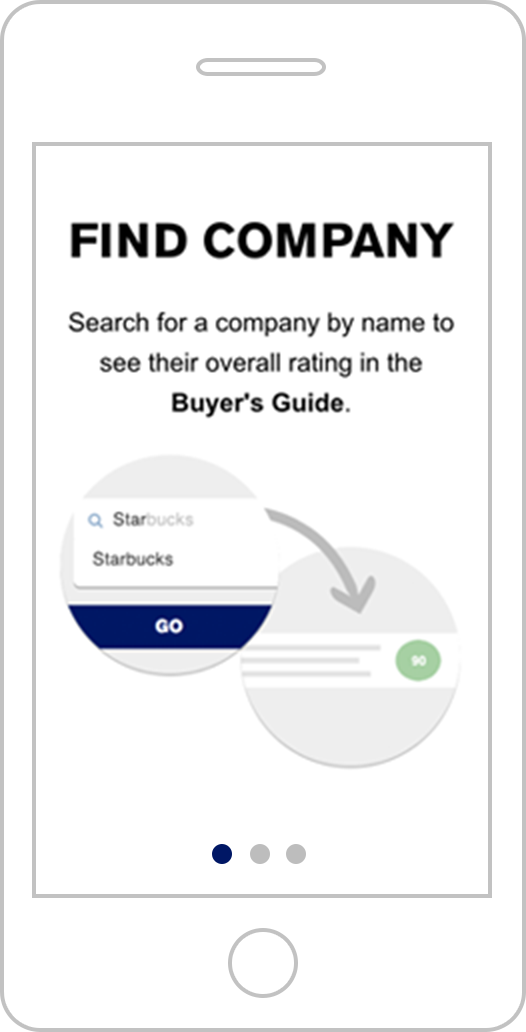 FIND COMPANY
Search for a company by name to
see their overall rating in the
Buyer's Guide.
Starbucks
Starbucks
GO
90